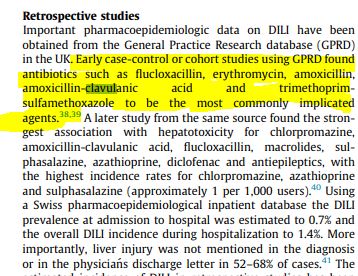 Retrospective studies
Important pharmacoepidemiologic data on DILI have been
obtained from the General Practice Research database (GPRD)
in the UK. Early case-control or cohort studies using GPRD found
antibiotics such as flucloxacillin, erythromycin, amoxicillin,
amoxicillin-clavulanic acid and trimethoprim-
sulfamethoxazole to be the most commonly implicated
agents.38,39 A later study from the same source found the stron-
gest association with hepatotoxicity for chlorpromazine,
amoxicillin-clavulanic acid, flucloxacillin, macrolides, sul-
phasalazine, azathioprine, diclofenac and antiepileptics, with
the highest incidence rates for chlorpromazine, azathioprine
and sulphasalazine (approximately 1 per 1,000 users).40 Using
a Swiss pharmacoepidemiological inpatient database the DILI
prevalence at admission to hospital was estimated to 0.7% and
the overall DILI incidence during hospitalization to 1.4%. More
importantly, liver injury was not mentioned in the diagnosis
or in the physicians discharge letter in 52–68% of cases.41 The